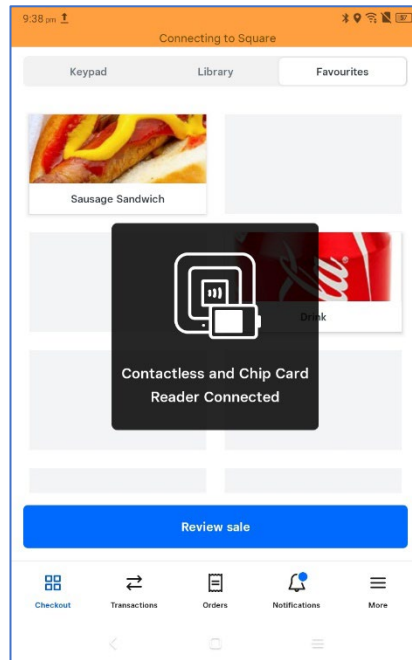 9:38 pm
Connecting to Square
Keypad
Library
Favourites
Sausage Sandwich
Drink
Contactless and Chip Card
Reader Connected
Review sale
Checkout
Transactions
Orders
Notifications
More